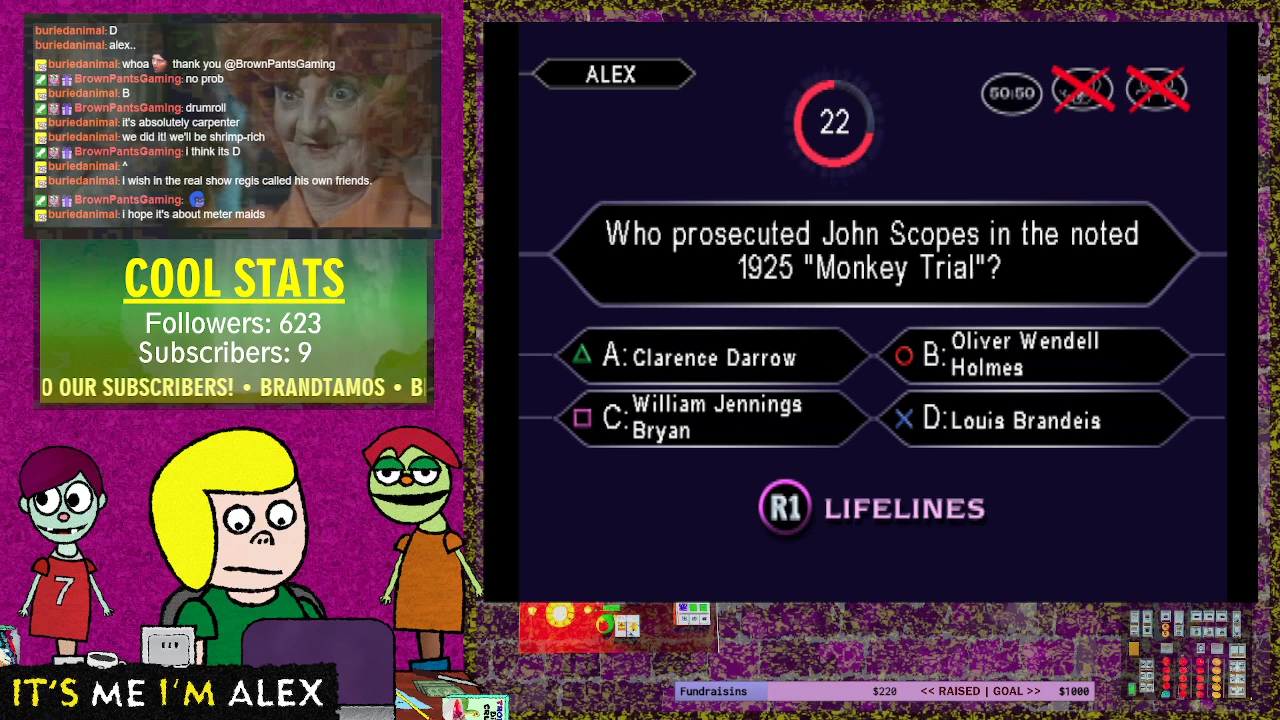 buriedanimal: D
buriedanimal: alex..
buriedanimal: whoa thank you @BrownPantsGaming
BrownPantsGaming: no prob
buriedanimal: B
BrownPantsGaming: drumroll
buriedanimal: it's absolutely carpenter
buriedanimal: we did it! we'll be shrimp-rich
BrownPantsGaming: i think its D
buriedanimal: ^
buriedanimal: i wish in the real show regis called his own friends.
BrownPantsGaming:
buriedanimal: i hope it's about meter maids
COOL STATS
Followers: 623
Subscribers: 9
O OUR SUBSCRIBERS! • BRANDTAMOS • B
7
IT'S ME I'M ALEX
ALEX
22
50:50
Who prosecuted John Scopes in the noted
1925 "Monkey Trial"?
A: Clarence Darrow
B: Oliver Wendell
Holmes
C: William Jennings
Bryan
D: Louis Brandeis
R1 LIFELINES
Fundraisins $220 << RAISED | GOAL >> $1000